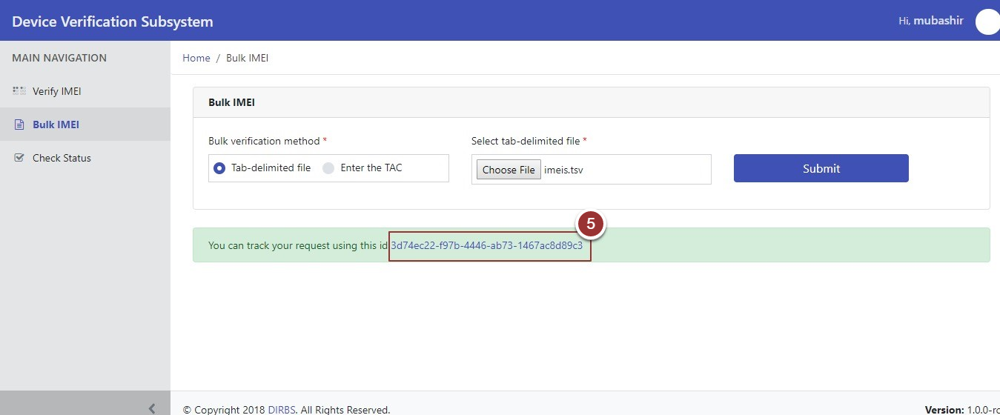 Device Verification Subsystem
Hi, mubashir
MAIN NAVIGATION
Verify IMEI
Bulk IMEI
Check Status
Home / Bulk IMEI
Bulk IMEI
Bulk verification method *
Tab-delimited file Enter the TAC
Select tab-delimited file *
Choose File imeis.tsv
Submit
5
You can track your request using this id 3d74ec22-f97b-4446-ab73-1467ac8d89c3
© Copyright 2018 DIRBS. All Rights Reserved.
Version: 1.0.0-rc